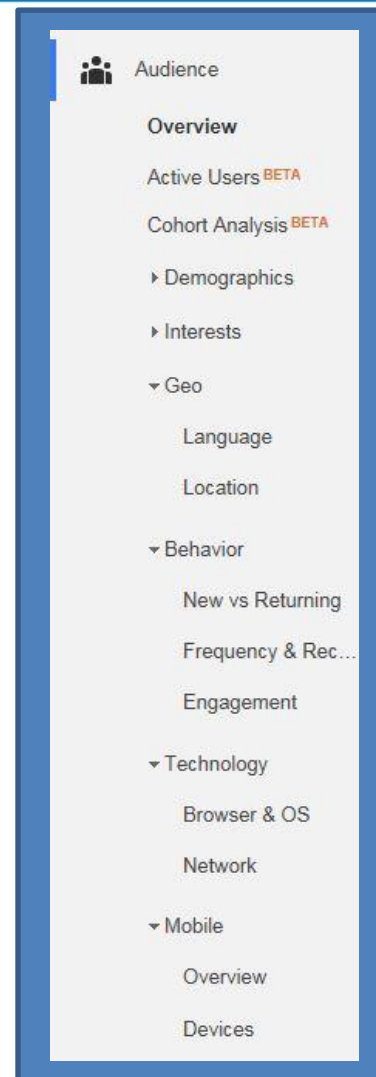 Audience
Overview
Active Users BETA
Cohort Analysis BETA
Demographics
Interests
Geo
Language
Location
Behavior
New vs Returning
Frequency & Rec...
Engagement
Technology
Browser & OS
Network
Mobile
Overview
Devices